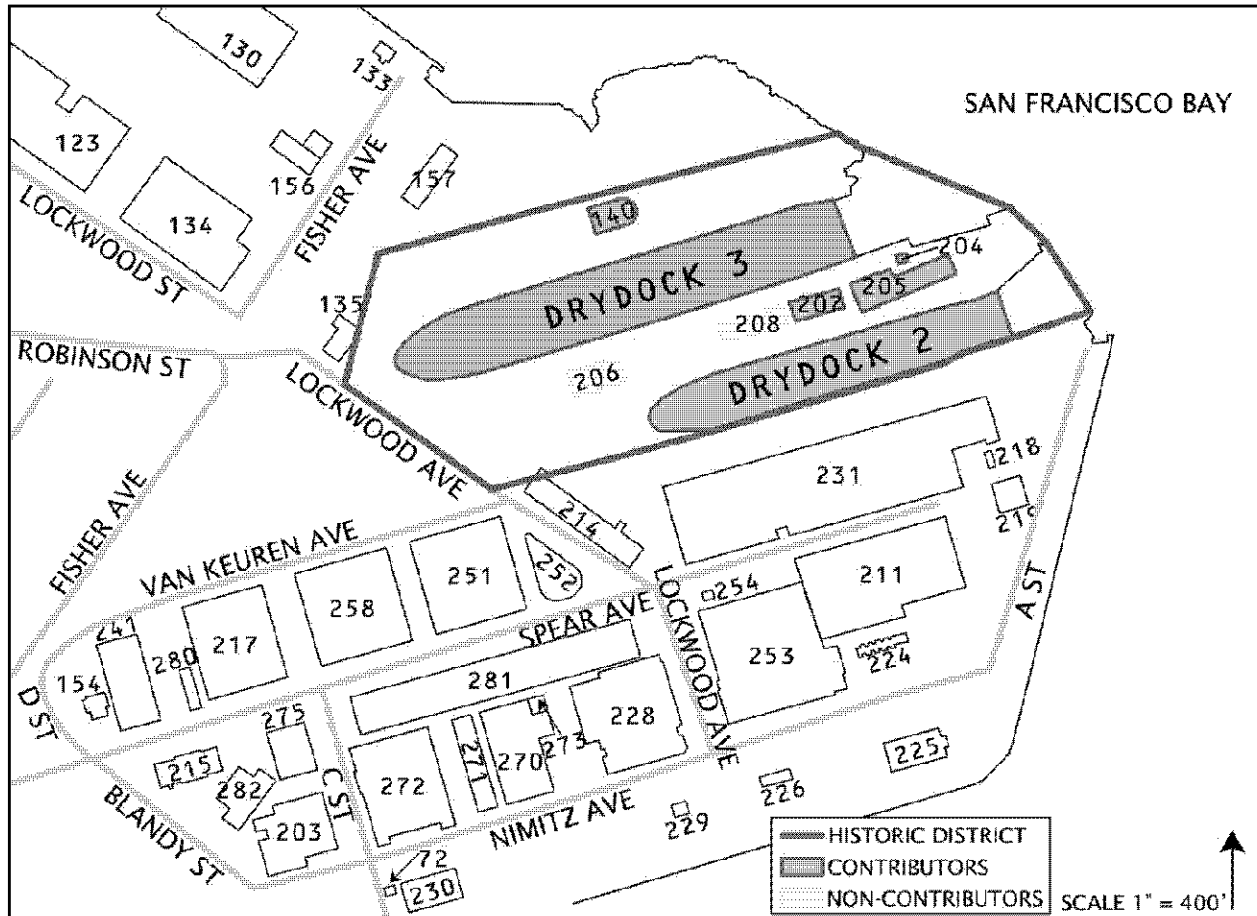 130
133
SAN FRANCISCO BAY
123
156
FISHER AVE
157
LOCKWOOD ST
134
140
204
DRYDOCK 3
205
202
135
208
ROBINSON ST
206
DRYDOCK 2
LOCKWOOD AVE
231
218
FISHER AVE
214
VAN KEUREN AVE
251
252
211
254
LOCKWOOD AVE
A ST
258
SPEAR AVE
241
217
280
253
224
154
281
228
D ST
275
273
225
215
271
270
282
C ST
272
226
BLANDY ST
203
NIMITZ AVE
229
72
230
HISTORIC DISTRICT
CONTRIBUTORS
NON-CONTRIBUTORS
SCALE 1" = 400'